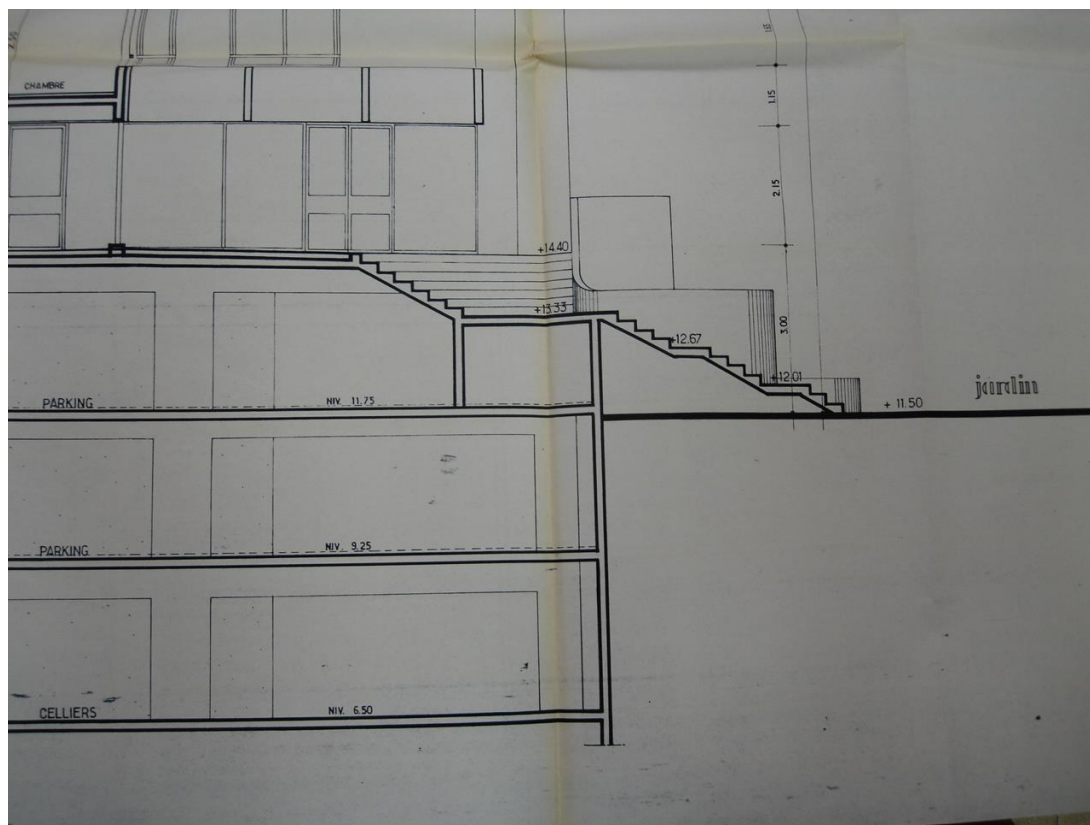 CHAMBRE
1.15
2.15
+14.40
+13.33
3.00
+12.67
+12.01
jardin
+ 11.50
PARKING
NIV. 11.75
PARKING
NIV. 9.25
CELLIERS
NIV. 6.50